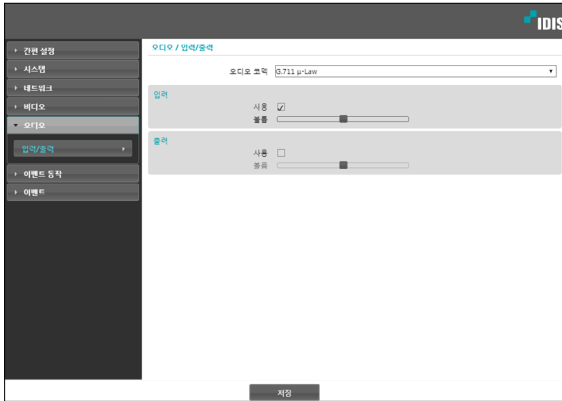 IDIS
간편 설정
시스템
네트워크
비디오
오디오
입력/출력
이벤트 동작
이벤트
오디오 / 입력/출력
오디오 코덱 G.711 µ-Law
입력
사용
볼륨
출력
사용
볼륨
저장